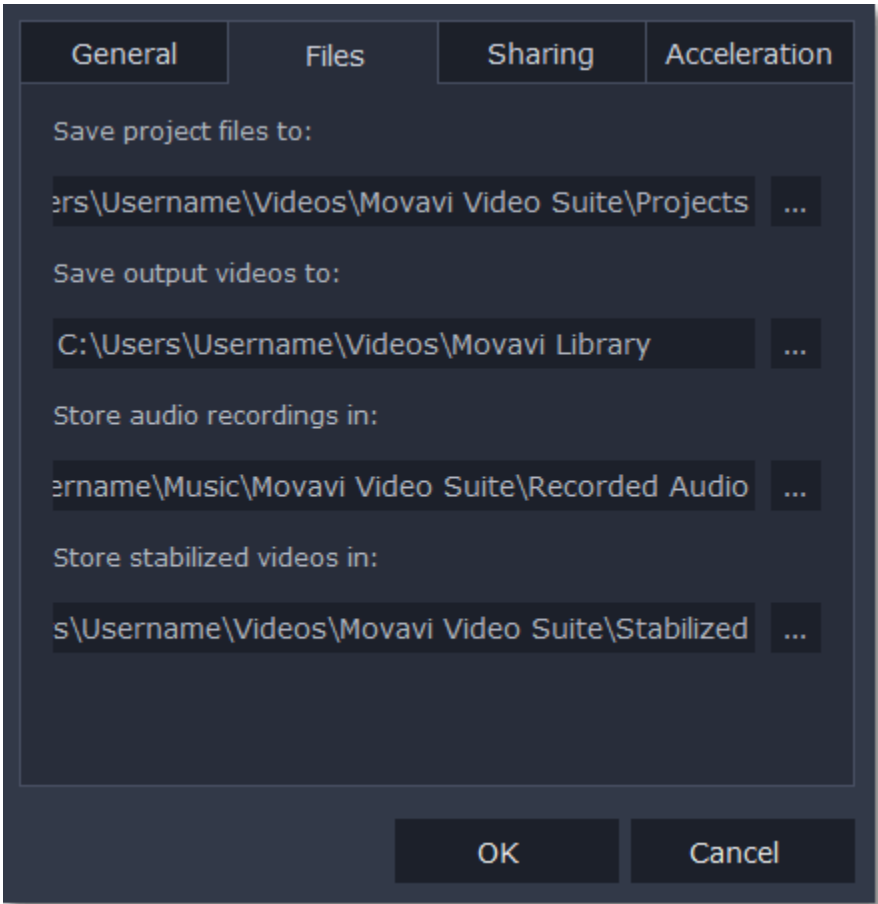 General Files Sharing Acceleration
Save project files to:
ers\Username\Videos\Movavi Video Suite\Projects ...
Save output videos to:
C:\Users\Username\Videos\Movavi Library ...
Store audio recordings in:
ername\Music\Movavi Video Suite\Recorded Audio ...
Store stabilized videos in:
s\Username\Videos\Movavi Video Suite\Stabilized ...
OK Cancel